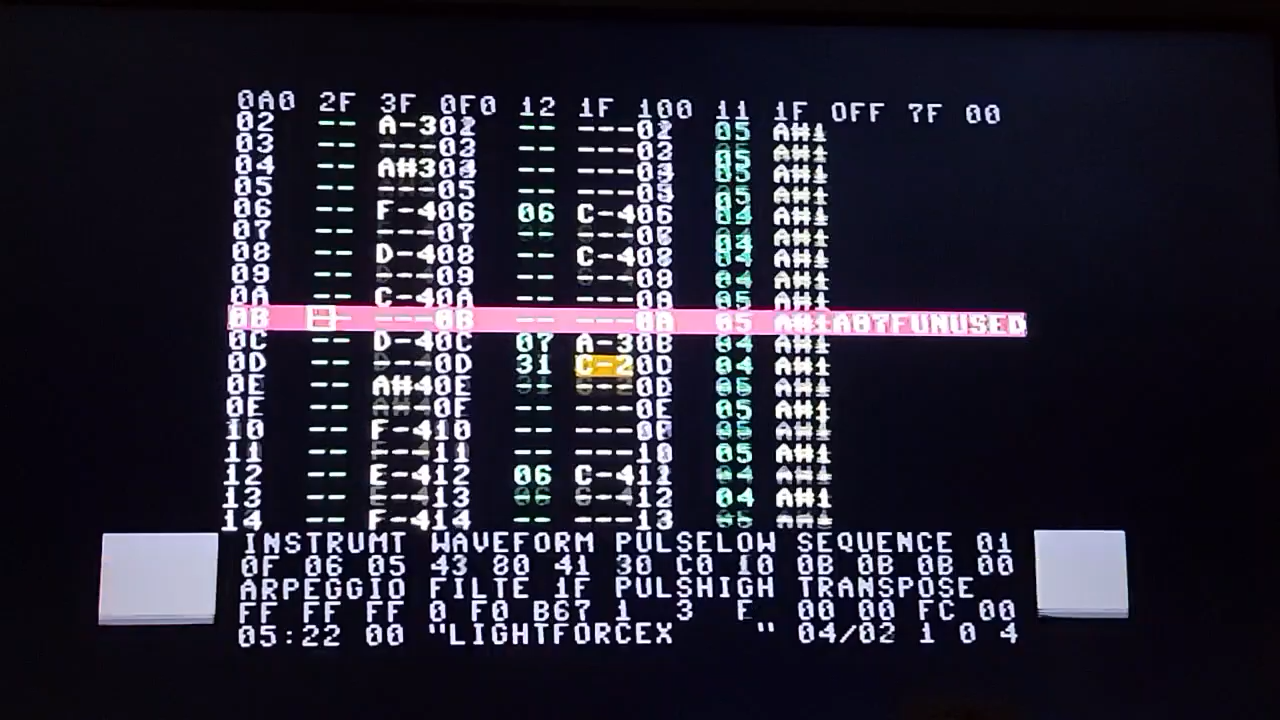 0A0 2F 3F 0F0 12 1F 100 11 1F OFF 7F 00
02 -- A-302 -- ---02 05 A#1
03 -- ---03 -- ---02 05 A#1
04 -- A#304 -- ---03 05 A#1
05 -- ---05 -- ---05 05 A#1
06 -- F-406 06 C-406 04 A#1
07 -- ---07 -- ---06 03 A#1
08 -- D-408 -- C-408 04 A#1
09 -- ---09 -- ---08 04 A#1
0A -- C-40A -- ---0A 05 A#1
0B -- ---0B -- ---0B 05 A#1A07FUNUSED
0C -- D-40C 07 A-30B 04 A#1
0D -- ---0D 31 C-20D 04 A#1
0E -- A#40E -- ---0D 05 A#1
0E -- ---0F -- ---0E 05 A#1
10 -- F-410 -- ---0F 05 A#1
11 -- ---11 -- ---10 05 A#1
12 -- E-412 06 C-411 04 A#1
13 -- ---13 -- ---12 04 A#1
14 -- F-414 -- ---13 05
INSTRUMT WAVEFORM PULSELOW SEQUENCE 01
0F 06 05 43 80 41 30 C0 10 0B 0B 0B 00
ARPEGGIO FILTE 1F PULSHIGH TRANSPOSE
FF FF FF 0 F0 B67 1 3 00 00 FC 00
05:22 00 "LIGHTFORCEX " 04/02 1 0 4